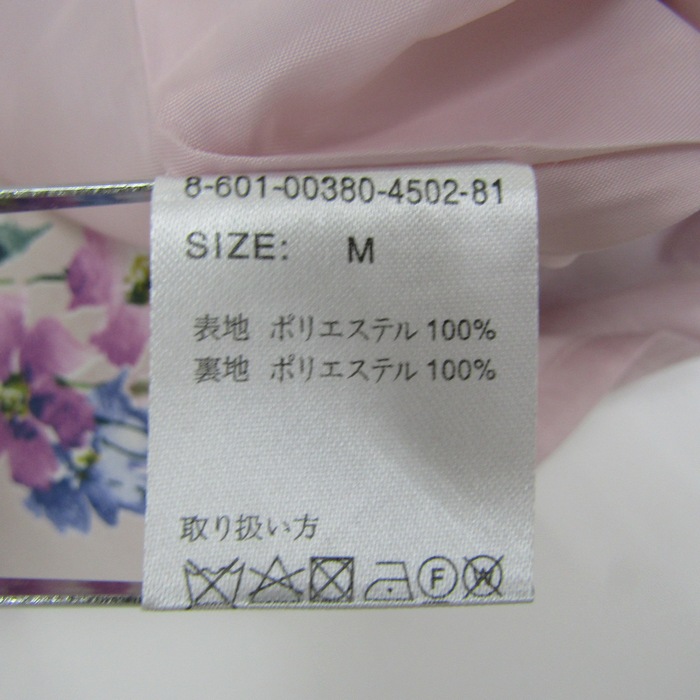 8-601-00380-4502-81
SIZE: M
表地 ポリエステル 100%
裏地 ポリエステル 100%
取り扱い方
F W